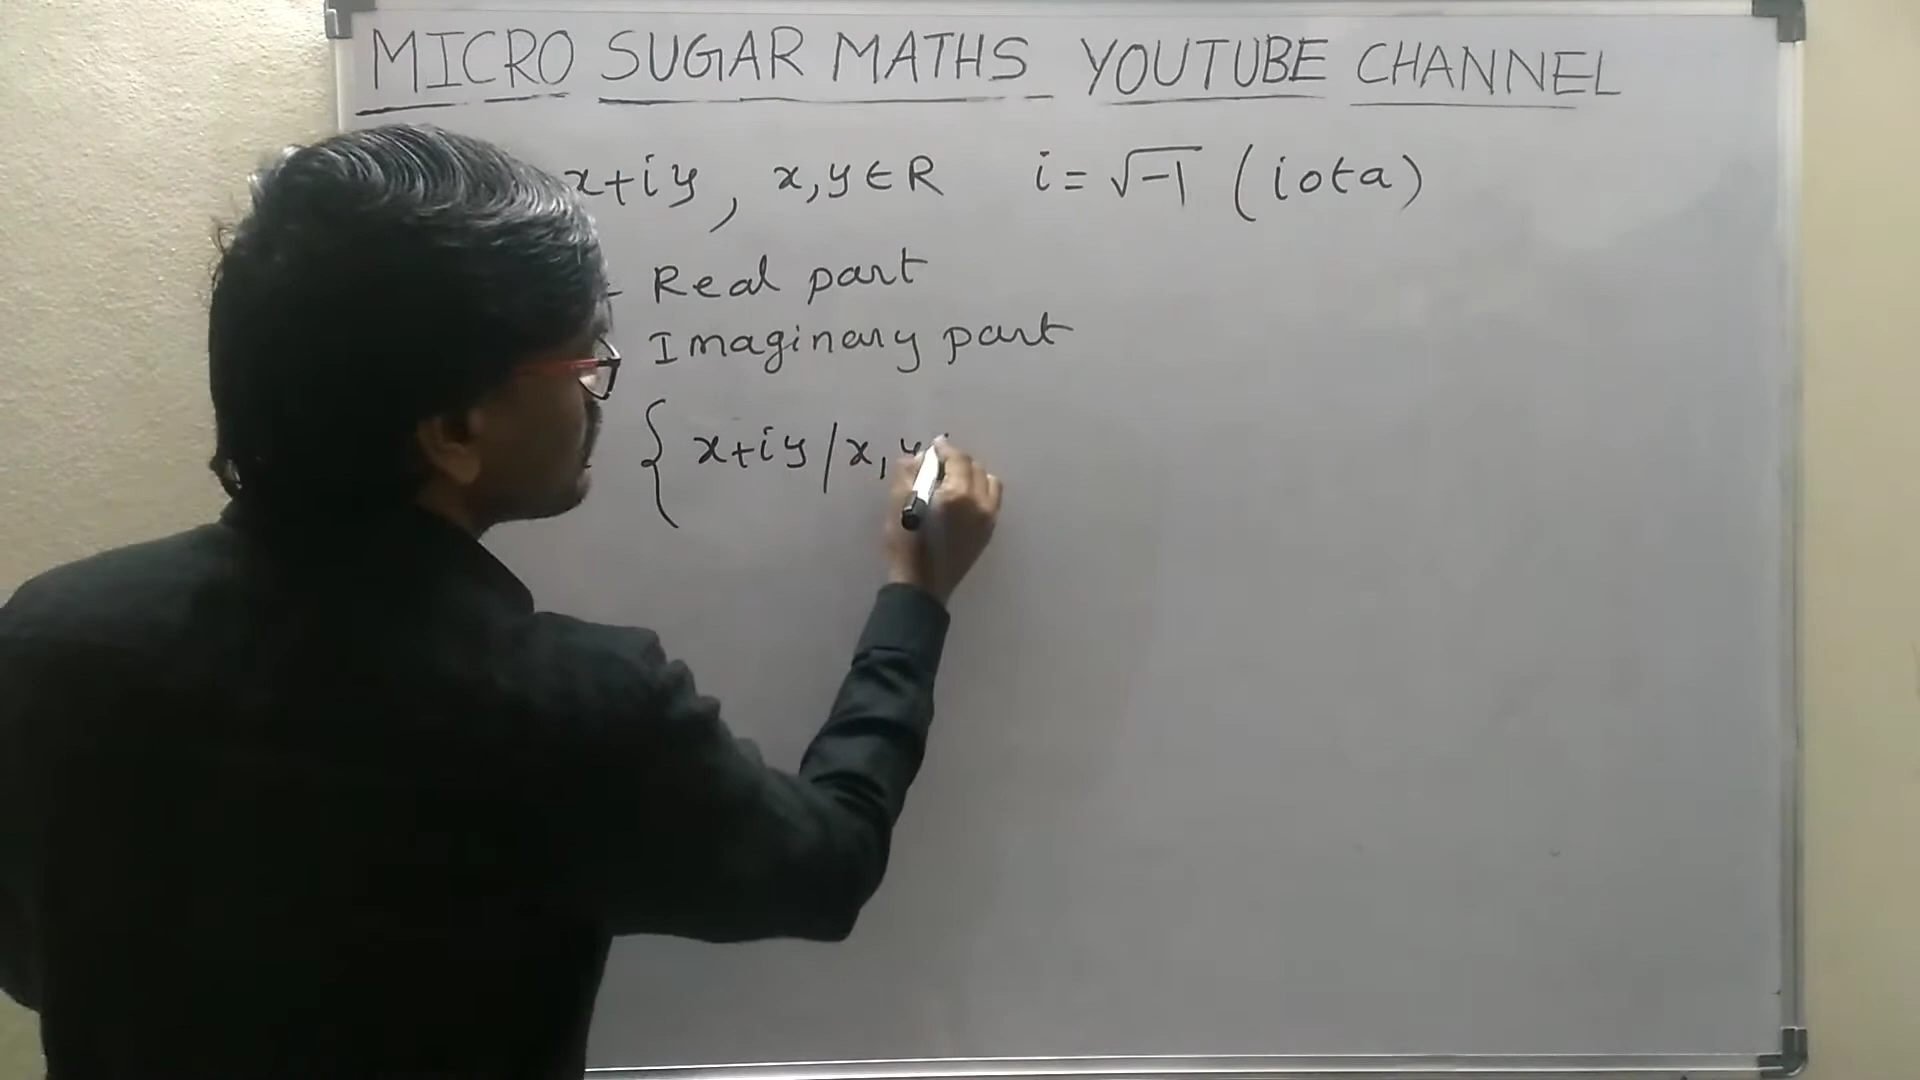 MICRO SUGAR MATHS YOUTUBE CHANNEL
x+iy, x,y∈R i=√-1 (iota)
- Real part
Imaginary part
{ x+iy/x,y